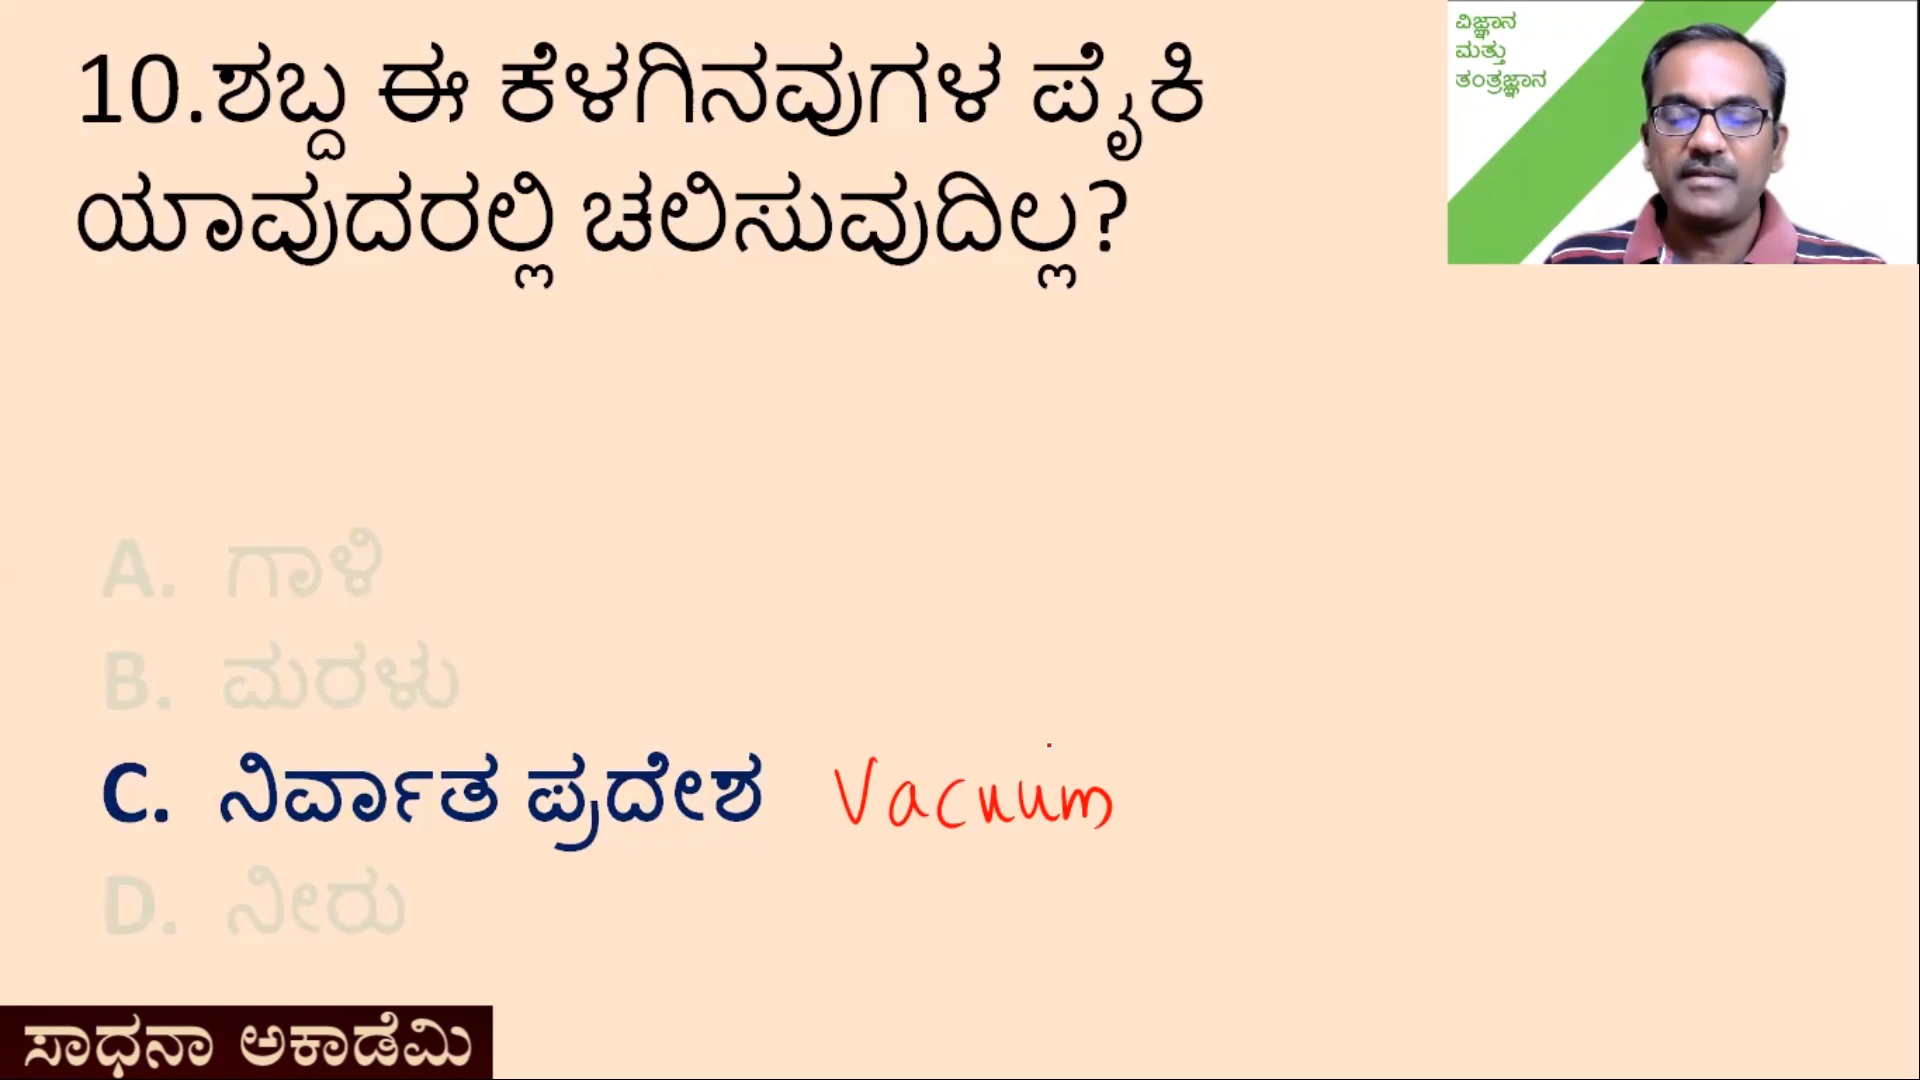 10.ಶಬ್ದ ಈ ಕೆಳಗಿನವುಗಳ ಪೈಕಿ
ಯಾವುದರಲ್ಲಿ ಚಲಿಸುವುದಿಲ್ಲ?
ವಿಜ್ಞಾನ
ಮತ್ತು
ತಂತ್ರಜ್ಞಾನ
A. ಗಾಳಿ
B. ಮರಳು
C. ನಿರ್ವಾತ ಪ್ರದೇಶ Vacuum
D. ನೀರು
ಸಾಧನಾ ಅಕಾಡೆಮಿ